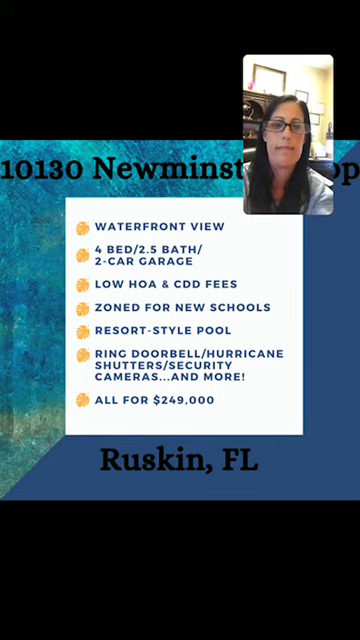 10130 Newminst
WATERFRONT VIEW
4 BED/2.5 BATH/
2-CAR GARAGE
LOW HOA & CDD FEES
ZONED FOR NEW SCHOOLS
RESORT-STYLE POOL
RING DOORBELL/HURRICANE
SHUTTERS/SECURITY
CAMERAS...AND MORE!
ALL FOR $249,000
Ruskin, FL